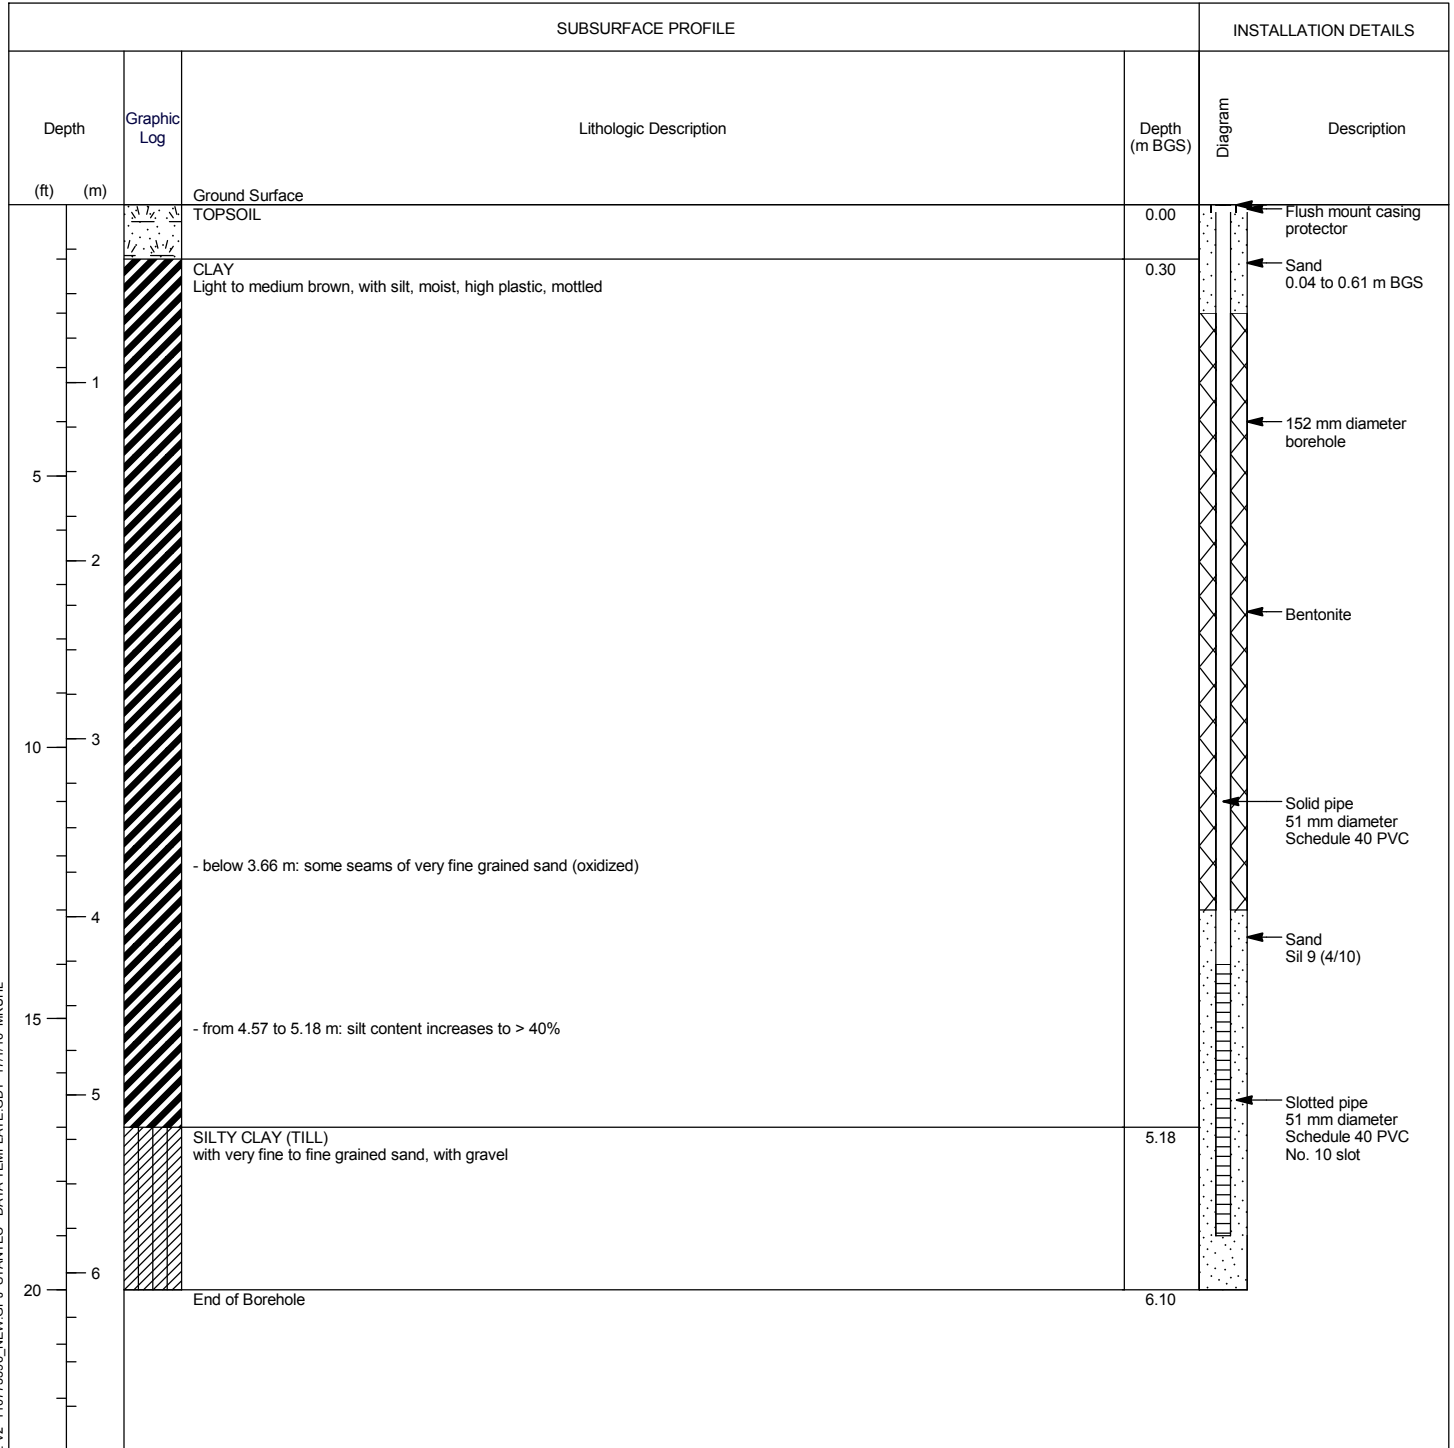 SUBSURFACE PROFILE
INSTALLATION DETAILS
Depth
Graphic
Log
Lithologic Description
Depth
(m BGS)
Diagram
Description
(ft)
(m)
Ground Surface
TOPSOIL
0.00
Flush mount casing
protector
CLAY
0.30
Light to medium brown, with silt, moist, high plastic, mottled
Sand
0.04 to 0.61 m BGS
1
152 mm diameter
borehole
5
2
Bentonite
3
10
Solid pipe
51 mm diameter
Schedule 40 PVC
- below 3.66 m: some seams of very fine grained sand (oxidized)
4
Sand
Sil 9 (4/10)
15
- from 4.57 to 5.18 m: silt content increases to > 40%
5
Slotted pipe
51 mm diameter
Schedule 40 PVC
No. 10 slot
SILTY CLAY (TILL)
5.18
with very fine to fine grained sand, with gravel
6
20
End of Borehole
6.10